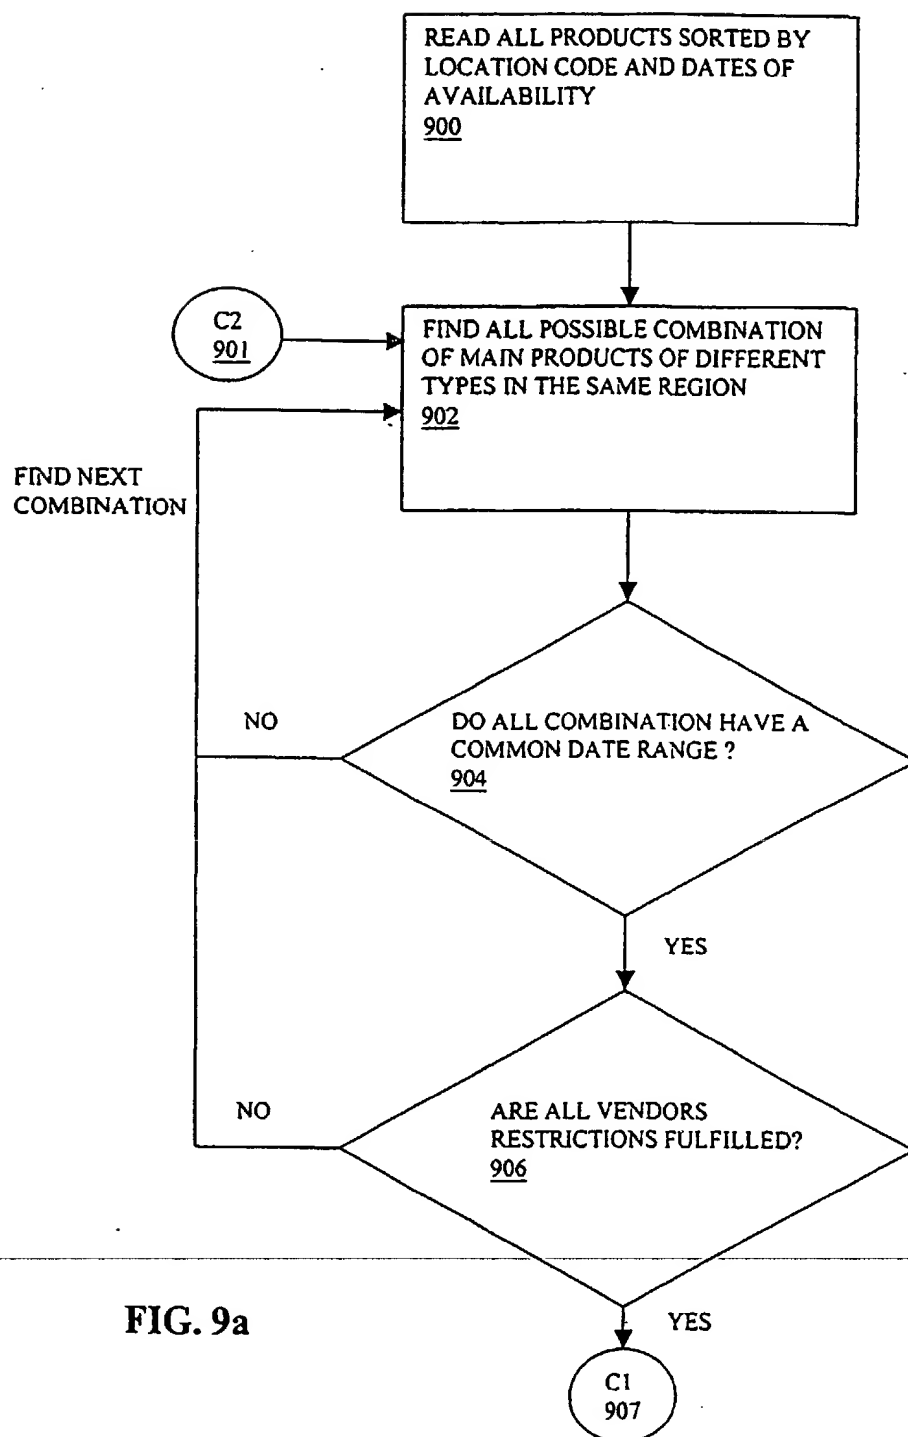 READ ALL PRODUCTS SORTED BY
LOCATION CODE AND DATES OF
AVAILABILITY
900
C2
901
FIND ALL POSSIBLE COMBINATION
OF MAIN PRODUCTS OF DIFFERENT
TYPES IN THE SAME REGION
902
FIND NEXT
COMBINATION
NO
DO ALL COMBINATION HAVE A
COMMON DATE RANGE ?
904
YES
NO
ARE ALL VENDORS
RESTRICTIONS FULFILLED?
906
YES
FIG. 9a
C1
907